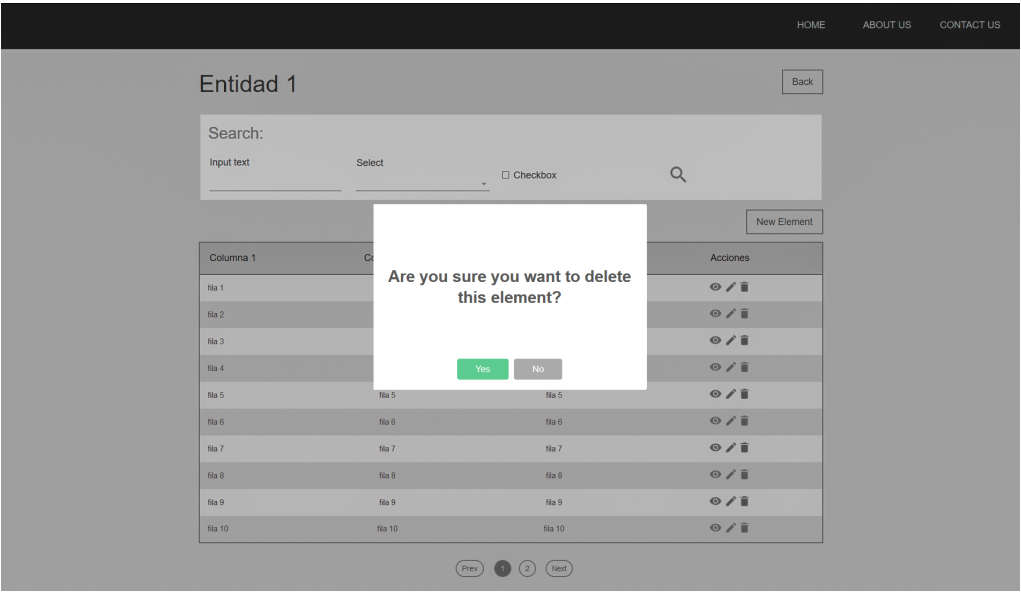 HOME ABOUT US CONTACT US
Entidad 1 Back
Search:
Input text Select
Checkbox
New Element
Columna 1 Acciones
fila 1
fila 2
fila 3
fila 4
Are you sure you want to delete
this element?
Yes No
fila 5 fila 5 fila 5
fila 6 fila 6 fila 6
fila 7 fila 7 fila 7
fila 8 fila 8 fila 8
fila 9 fila 9 fila 9
fila 10 fila 10 fila 10
Prev 1 2 Next